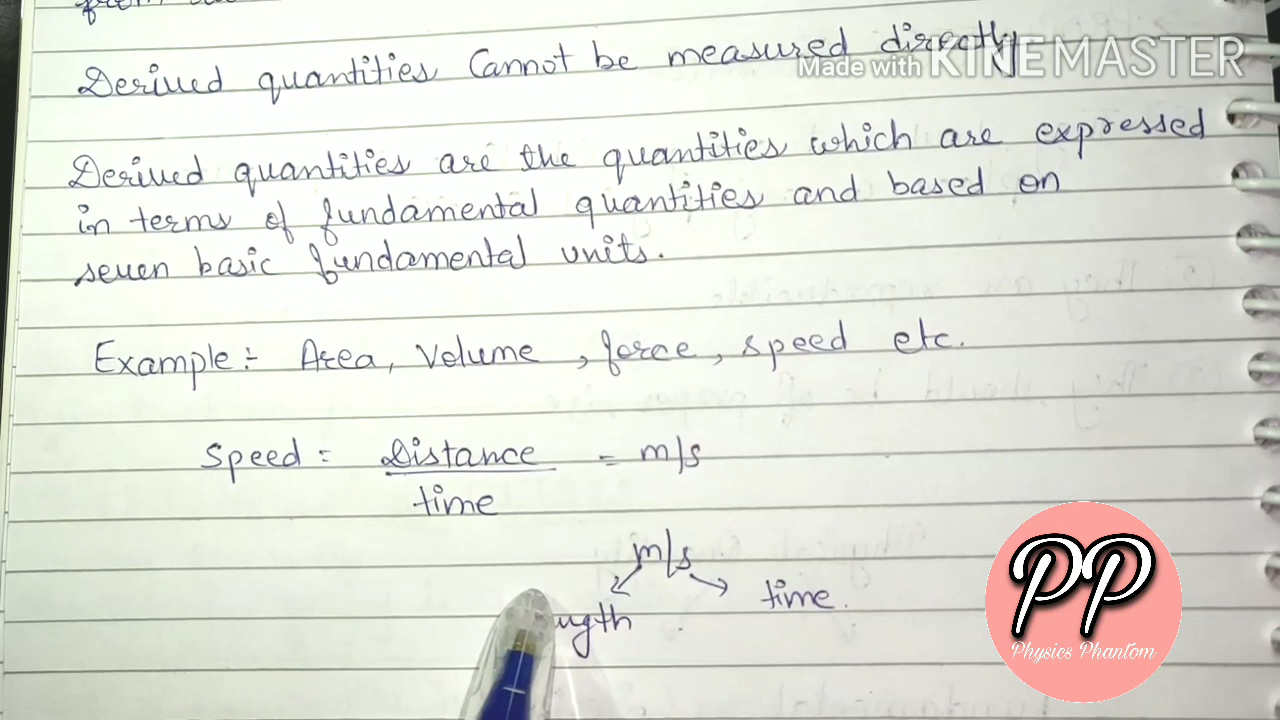 from
Derived quantities Cannot be measured directly
Made with KINEMASTER
Derived quantities are the quantities which are expressed
in terms of fundamental quantities and based on
seven basic fundamental units.
Example:- Area, Volume, force, speed etc.
Speed = Distance = m/s
time
m/s
time.
PP
Physics Phantom